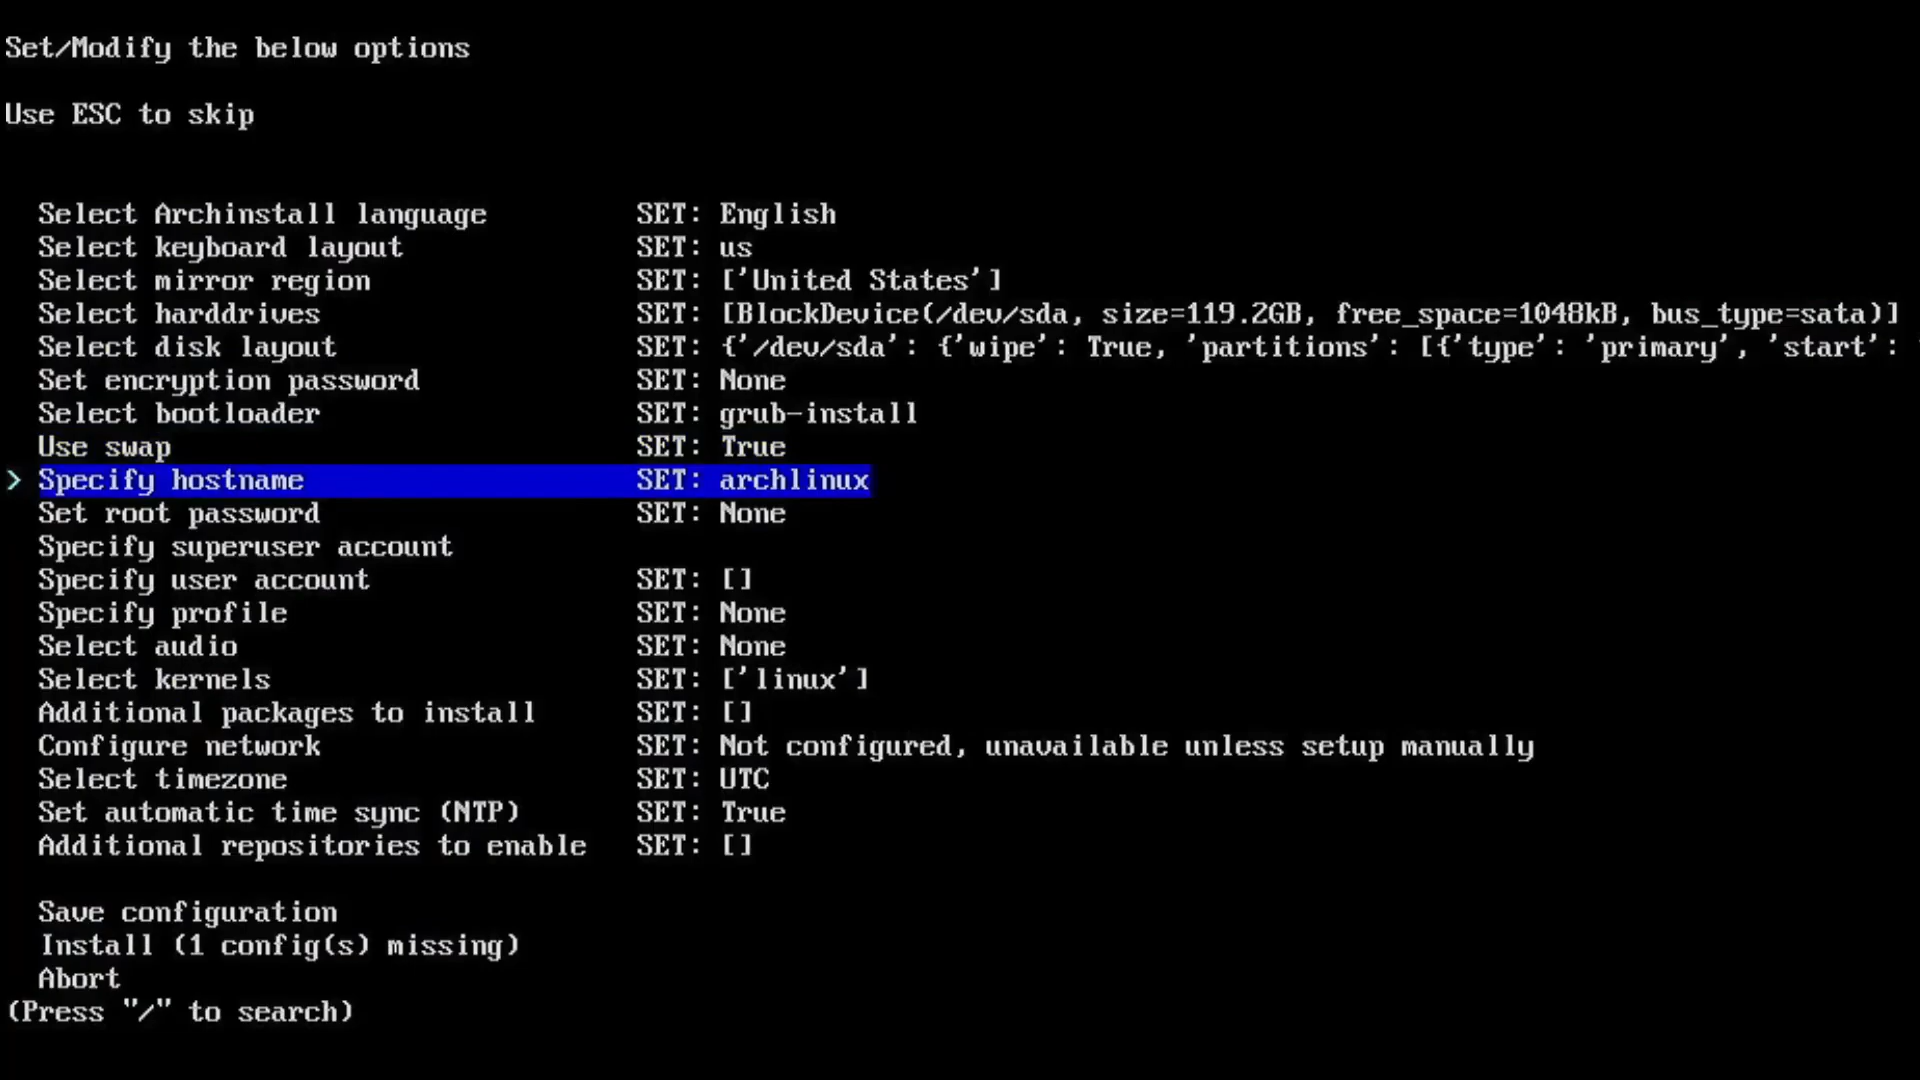 Set/Modify the below options
Use ESC to skip
Select Archinstall language SET: English
Select keyboard layout SET: us
Select mirror region SET: ['United States']
Select harddrives SET: [BlockDevice(/dev/sda, size=119.2GB, free_space=1048kB, bus_type=sata)]
Select disk layout SET: {'/dev/sda': {'wipe': True, 'partitions': [{'type': 'primary', 'start': '
Set encryption password SET: None
Select bootloader SET: grub-install
Use swap SET: True
> Specify hostname SET: archlinux
Set root password SET: None
Specify superuser account
Specify user account SET: []
Specify profile SET: None
Select audio SET: None
Select kernels SET: ['linux']
Additional packages to install SET: []
Configure network SET: Not configured, unavailable unless setup manually
Select timezone SET: UTC
Set automatic time sync (NTP) SET: True
Additional repositories to enable SET: []
Save configuration
Install (1 config(s) missing)
Abort
(Press "/" to search)